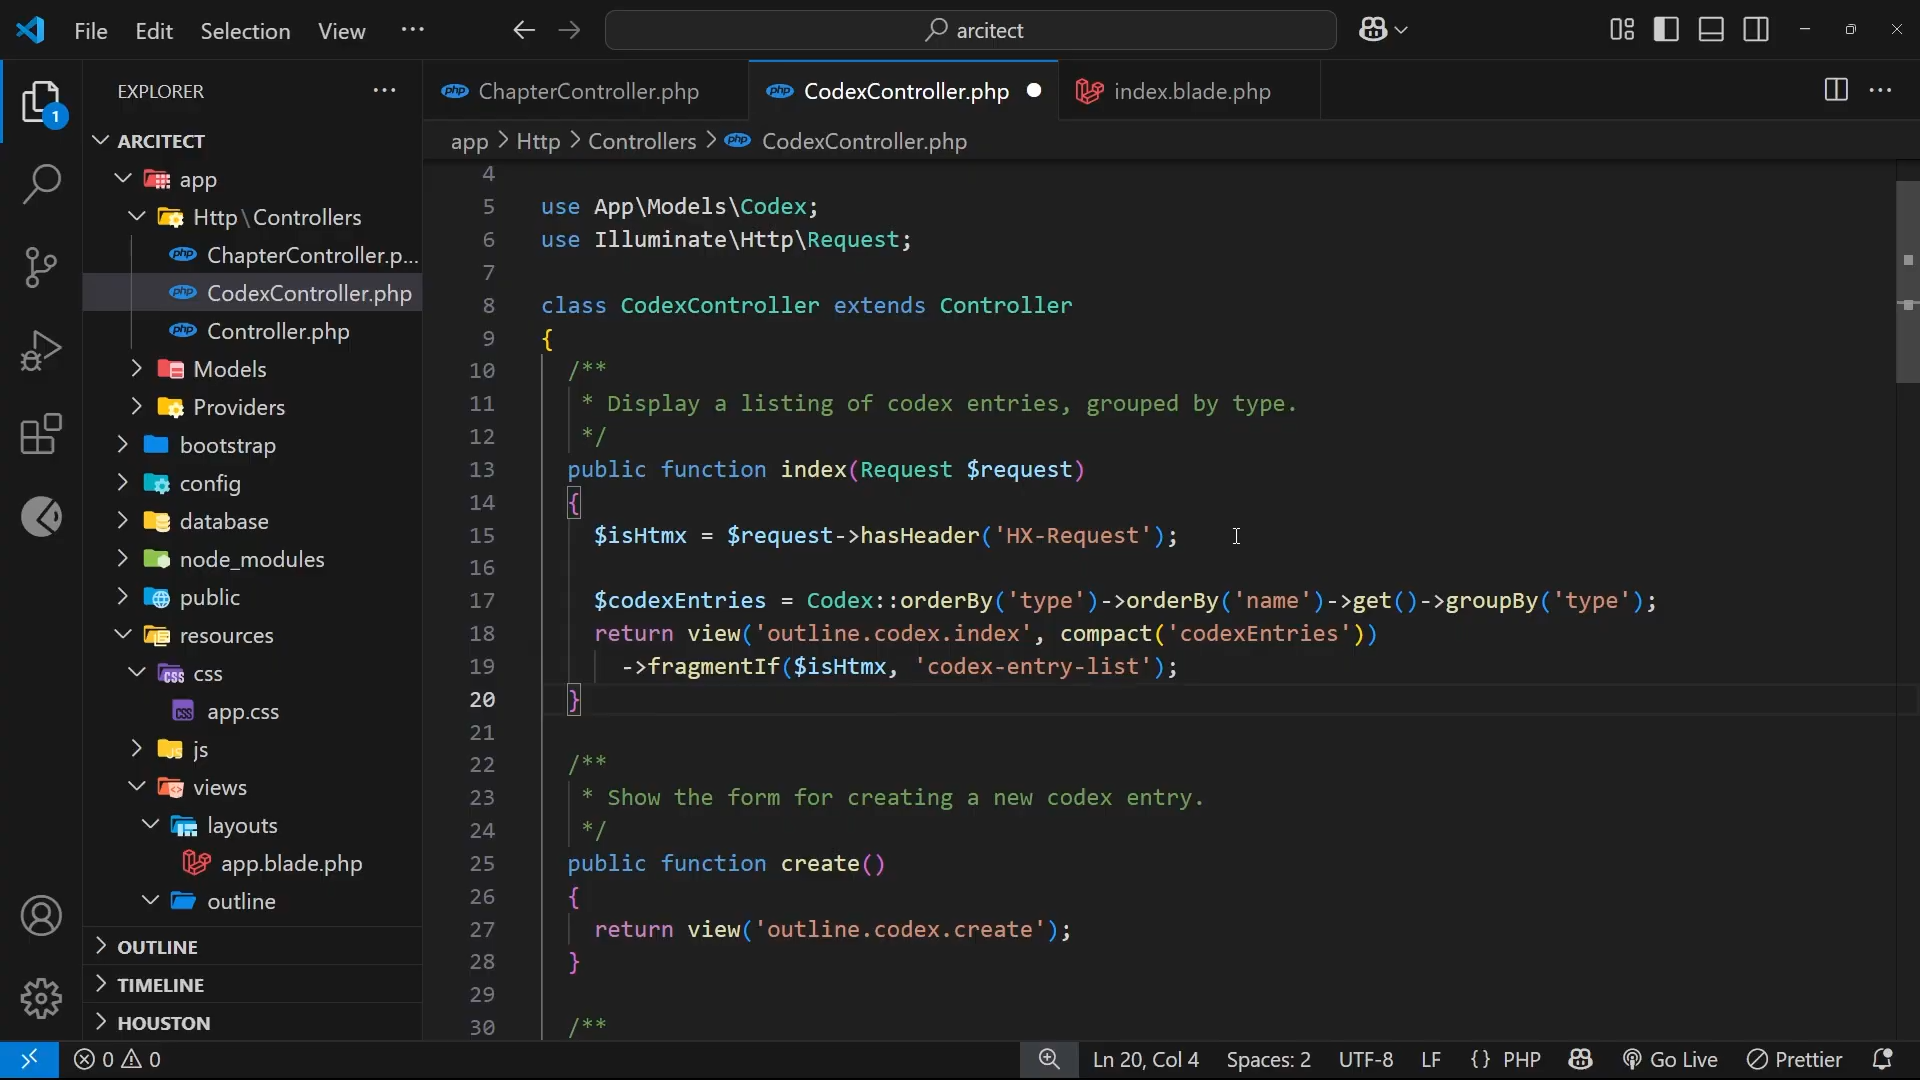 File Edit Selection View ··· arcitect
EXPLORER ···
ARCITECT
app
Http\Controllers
ChapterController.p...
CodexController.php
Controller.php
Models
Providers
bootstrap
config
database
node_modules
public
resources
css
app.css
js
views
layouts
app.blade.php
outline
OUTLINE
TIMELINE
HOUSTON
ChapterController.php CodexController.php index.blade.php ···
app > Http > Controllers > CodexController.php
4
5 use App\Models\Codex;
6 use Illuminate\Http\Request;
7
8 class CodexController extends Controller
9 {
10 /**
11 * Display a listing of codex entries, grouped by type.
12 */
13 public function index(Request $request)
14 {
15 $isHtmx = $request->hasHeader('HX-Request');
16
17 $codexEntries = Codex::orderBy('type')->orderBy('name')->get()->groupBy('type');
18 return view('outline.codex.index', compact('codexEntries'))
19 ->fragmentIf($isHtmx, 'codex-entry-list');
20 }
21
22 /**
23 * Show the form for creating a new codex entry.
24 */
25 public function create()
26 {
27 return view('outline.codex.create');
28 }
29
30 /**
0 0 Ln 20, Col 4 Spaces: 2 UTF-8 LF {} PHP Go Live Prettier